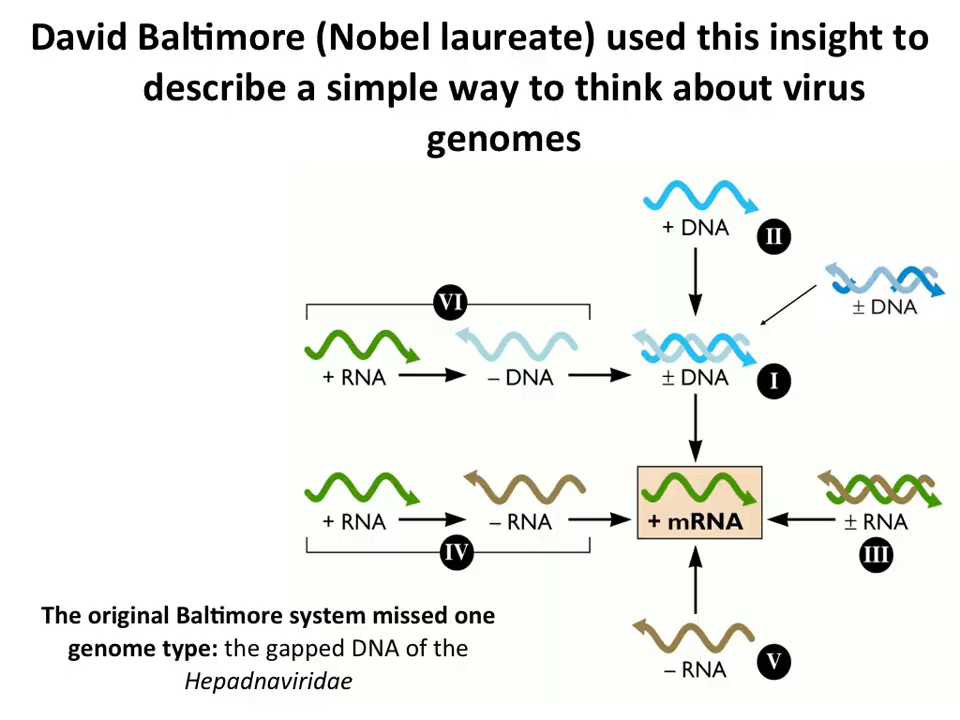 David Baltimore (Nobel laureate) used this insight to
describe a simple way to think about virus
genomes
+ DNA
II
± DNA
VI
+ RNA
– DNA
± DNA
I
+ RNA
– RNA
+ mRNA
± RNA
IV
III
The original Baltimore system missed one
genome type: the gapped DNA of the
Hepadnaviridae
– RNA
V